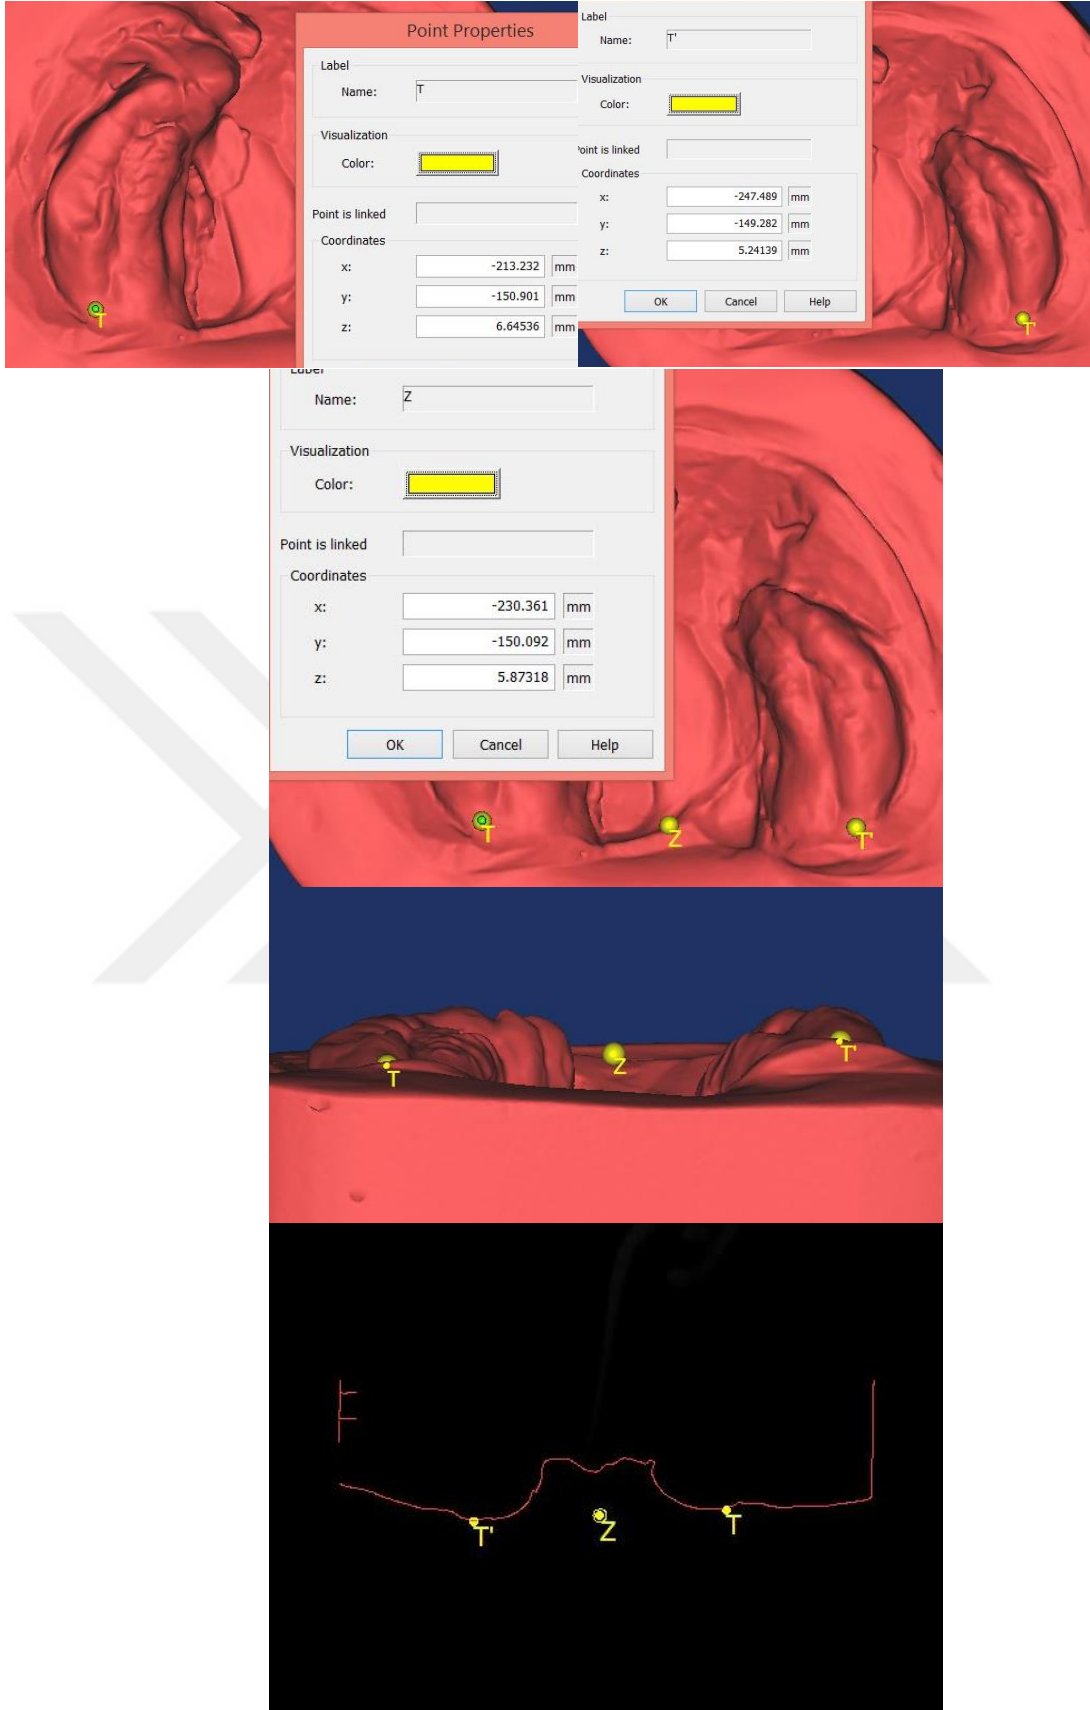 Point Properties
Label
Name: T
Visualization
Color:
Point is linked
Coordinates
x: -213.232 mm
y: -150.901 mm
z: 6.64536 mm
T
Label
Name: T'
Visualization
Color:
Point is linked
Coordinates
x: -247.489 mm
y: -149.282 mm
z: 5.24139 mm
OK Cancel Help
T'
Label
Name: Z
Visualization
Color:
Point is linked
Coordinates
x: -230.361 mm
y: -150.092 mm
z: 5.87318 mm
OK Cancel Help
T Z T'
T Z T'
T' Z T